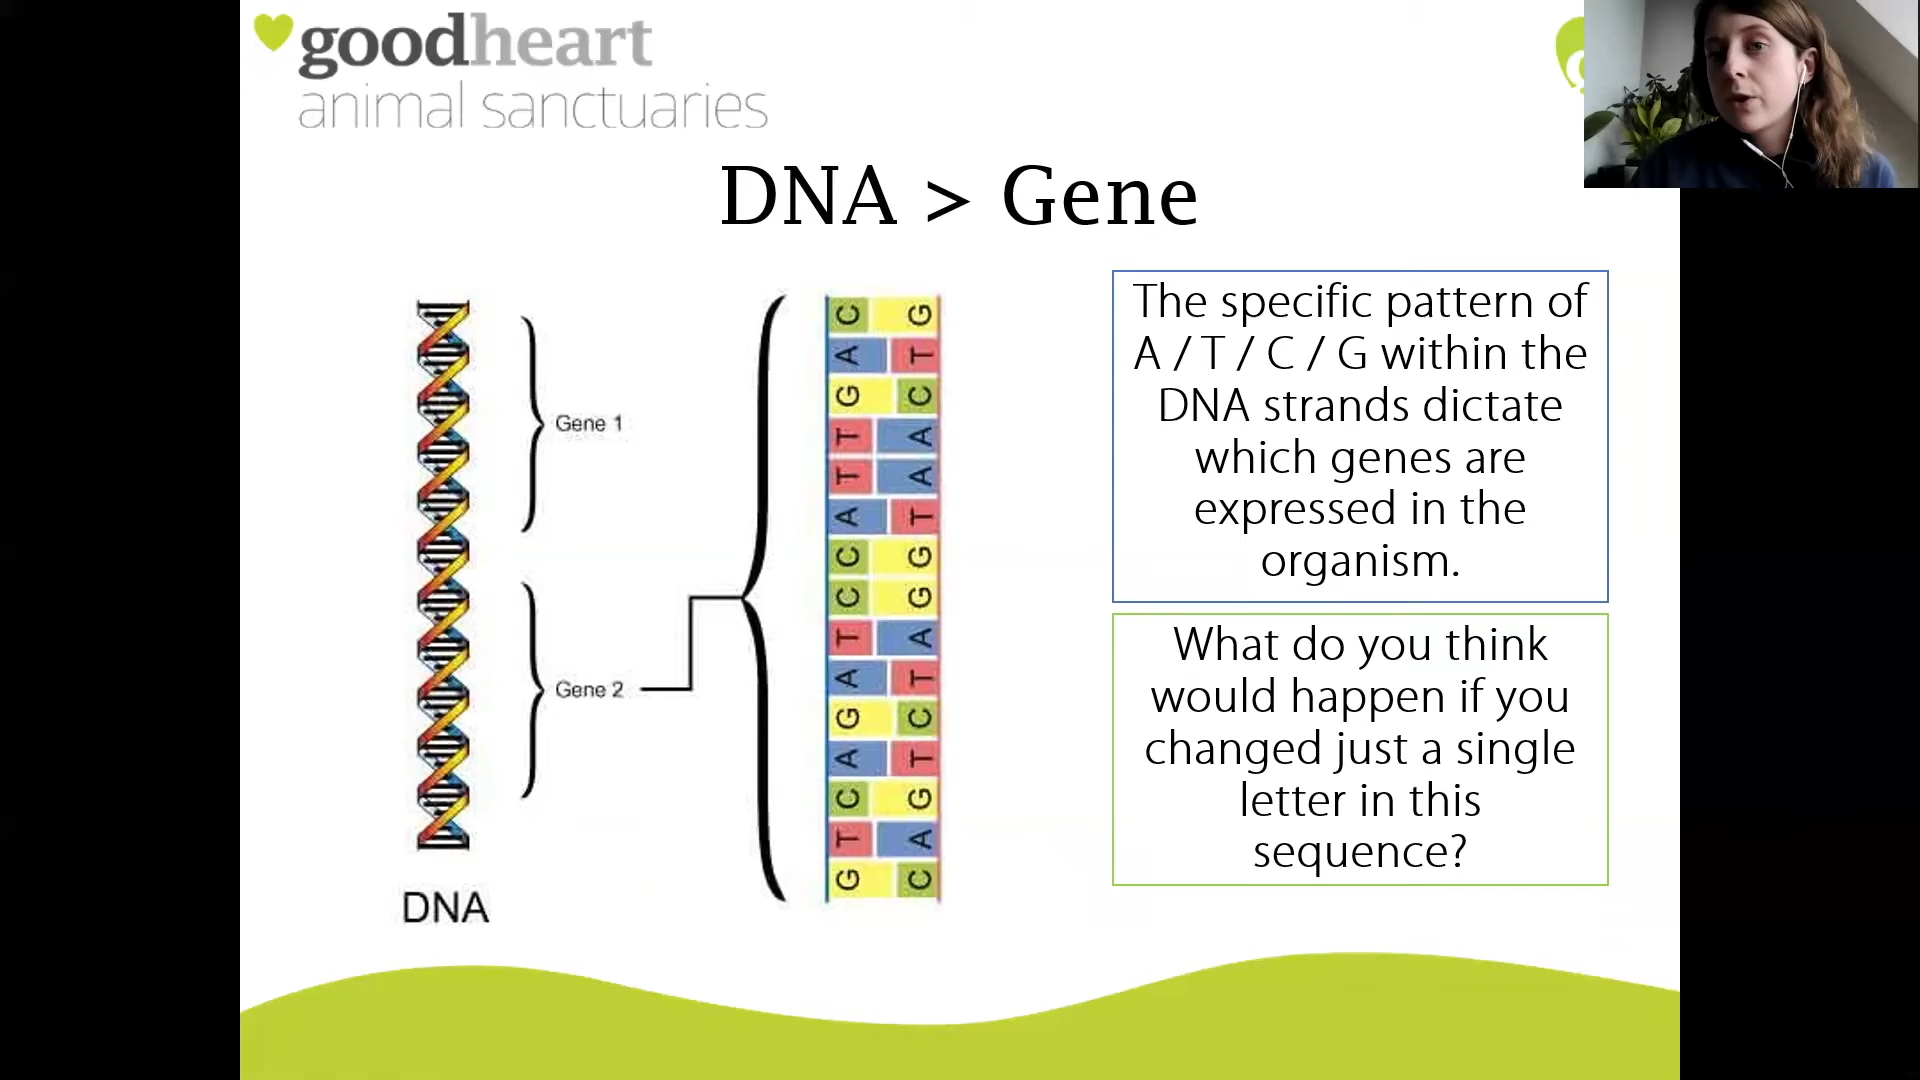 goodheart
animal sanctuaries
DNA > Gene
Gene 1
Gene 2
DNA
C G
A T
G C
T A
T A
A T
C G
C G
T A
A T
G C
A T
C G
T A
G C
The specific pattern of
A / T / C / G within the
DNA strands dictate
which genes are
expressed in the
organism.
What do you think
would happen if you
changed just a single
letter in this
sequence?